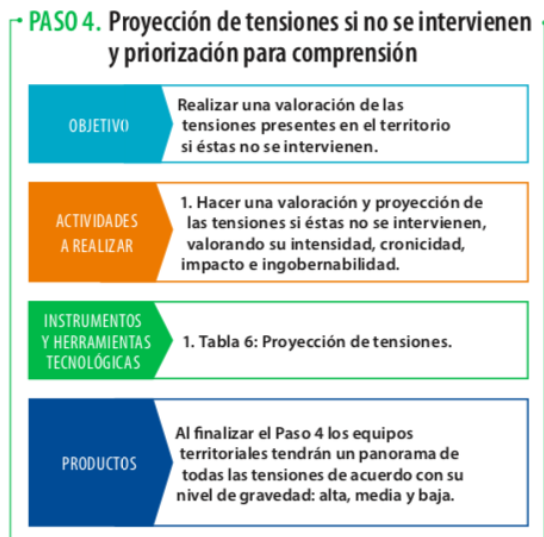 PASO 4. Proyección de tensiones si no se intervienen
y priorización para comprensión
OBJETIVO
Realizar una valoración de las
tensiones presentes en el territorio
si éstas no se intervienen.
ACTIVIDADES
A REALIZAR
1. Hacer una valoración y proyección de
las tensiones si éstas no se intervienen,
valorando su intensidad, cronicidad,
impacto e ingobernabilidad.
INSTRUMENTOS
Y HERRAMIENTAS
TECNOLÓGICAS
1. Tabla 6: Proyección de tensiones.
PRODUCTOS
Al finalizar el Paso 4 los equipos
territoriales tendrán un panorama de
todas las tensiones de acuerdo con su
nivel de gravedad: alta, media y baja.